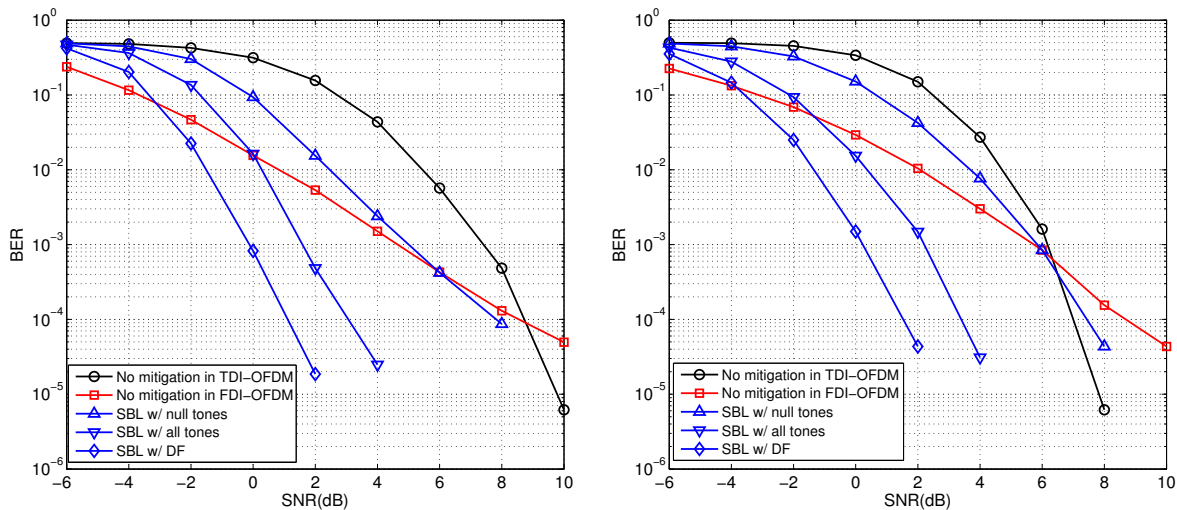 10^0
10^−1
10^−2
10^−3
10^−4
10^−5
10^−6
BER
−6 −4 −2 0 2 4 6 8 10
SNR(dB)
No mitigation in TDI−OFDM
No mitigation in FDI−OFDM
SBL w/ null tones
SBL w/ all tones
SBL w/ DF
10^0
10^−1
10^−2
10^−3
10^−4
10^−5
10^−6
BER
−6 −4 −2 0 2 4 6 8 10
SNR(dB)
No mitigation in TDI−OFDM
No mitigation in FDI−OFDM
SBL w/ null tones
SBL w/ all tones
SBL w/ DF